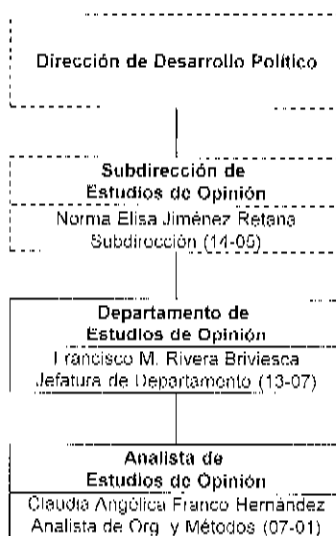 Dirección de Desarrollo Político
Subdirección de
Estudios de Opinión
Norma Elisa Jiménez Retana
Subdirección (14-05)
Departamento de
Estudios de Opinión
Francisco M. Rivera Briviesca
Jefatura de Departamento (13-07)
Analista de
Estudios de Opinión
Claudia Angélica Franco Hernández
Analista de Org. y Métodos (07-01)